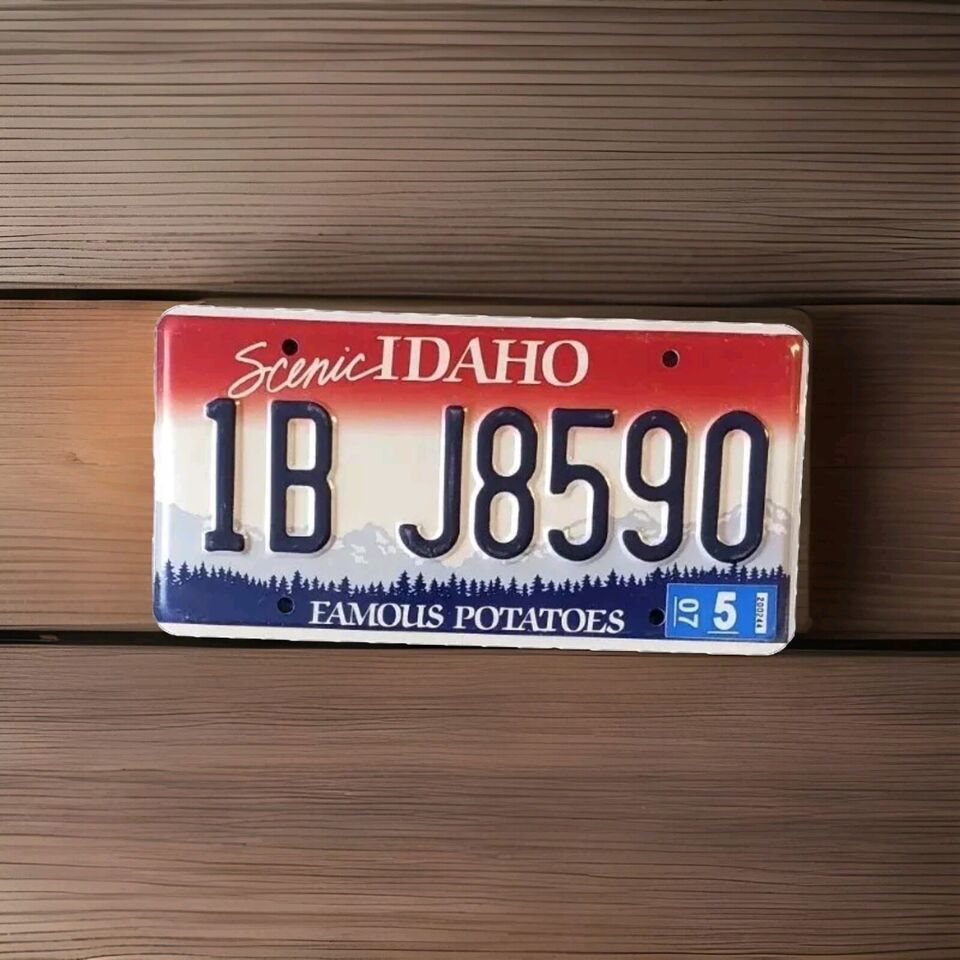 Scenic IDAHO
1B J8590
FAMOUS POTATOES
07 5